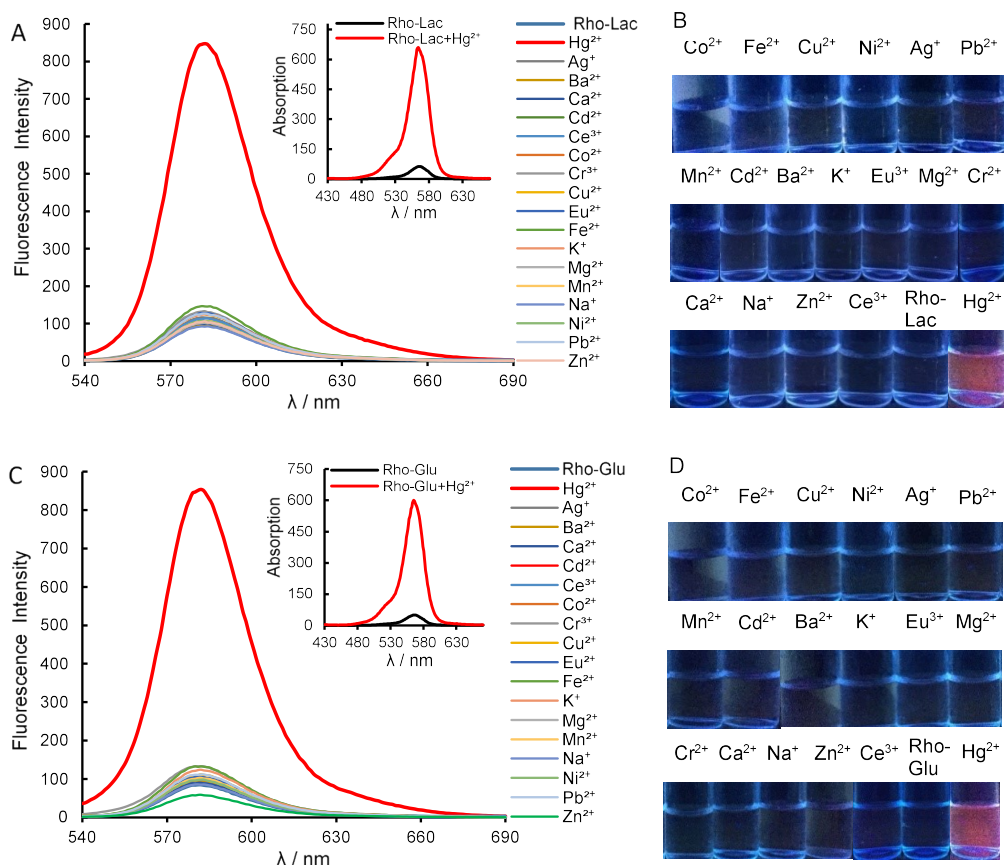 A
Fluorescence Intensity
900
800
700
600
500
400
300
200
100
0
540 570 600 630 660 690
λ / nm
Rho-Lac
Rho-Lac+Hg²⁺
Absorption
750
600
450
300
150
0
430 480 530 580 630
λ / nm
Rho-Lac
Hg²⁺
Ag⁺
Ba²⁺
Ca²⁺
Cd²⁺
Ce³⁺
Co²⁺
Cr³⁺
Cu²⁺
Eu²⁺
Fe²⁺
K⁺
Mg²⁺
Mn²⁺
Na⁺
Ni²⁺
Pb²⁺
Zn²⁺
B
Co²⁺ Fe²⁺ Cu²⁺ Ni²⁺ Ag⁺ Pb²⁺
Mn²⁺ Cd²⁺ Ba²⁺ K⁺ Eu³⁺ Mg²⁺ Cr²⁺
Ca²⁺ Na⁺ Zn²⁺ Ce³⁺ Rho-Lac Hg²⁺
C
Fluorescence Intensity
900
800
700
600
500
400
300
200
100
0
540 570 600 630 660 690
λ / nm
Rho-Glu
Rho-Glu+Hg²⁺
Absorption
750
600
450
300
150
0
430 480 530 580 630
λ / nm
Rho-Glu
Hg²⁺
Ag⁺
Ba²⁺
Ca²⁺
Cd²⁺
Ce³⁺
Co²⁺
Cr³⁺
Cu²⁺
Eu²⁺
Fe²⁺
K⁺
Mg²⁺
Mn²⁺
Na⁺
Ni²⁺
Pb²⁺
Zn²⁺
D
Co²⁺ Fe²⁺ Cu²⁺ Ni²⁺ Ag⁺ Pb²⁺
Mn²⁺ Cd²⁺ Ba²⁺ K⁺ Eu³⁺ Mg²⁺
Cr²⁺ Ca²⁺ Na⁺ Zn²⁺ Ce³⁺ Rho-Glu Hg²⁺